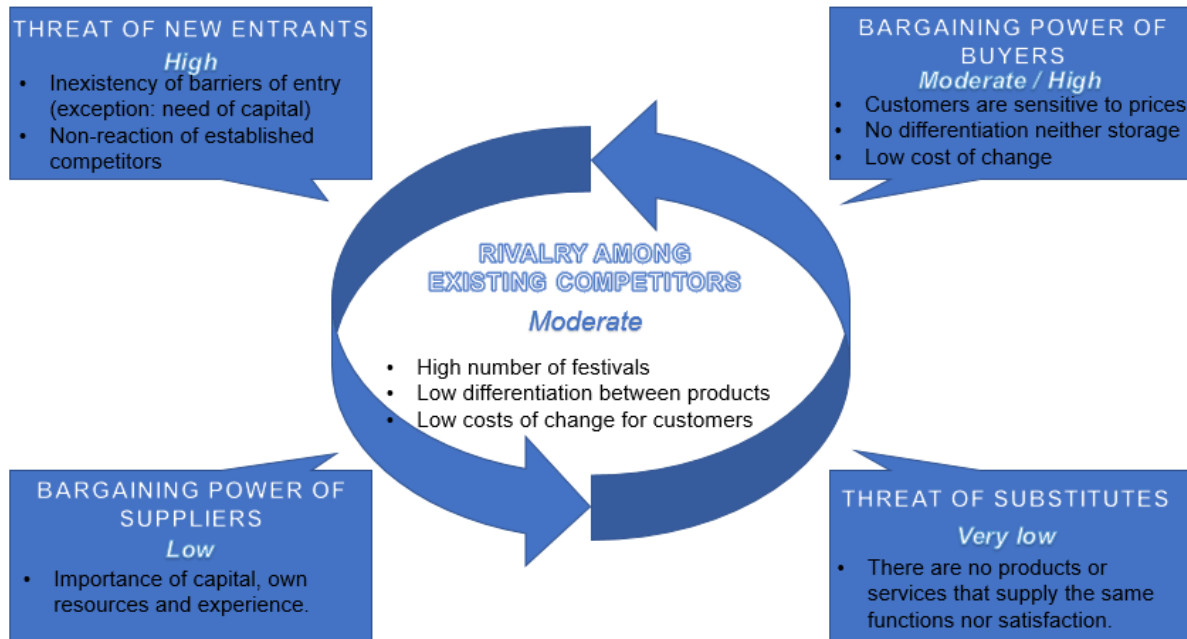 THREAT OF NEW ENTRANTS
High
• Inexistency of barriers of entry
(exception: need of capital)
• Non-reaction of established
competitors
BARGAINING POWER OF
BUYERS
Moderate / High
• Customers are sensitive to prices
• No differentiation neither storage
• Low cost of change
RIVALRY AMONG
EXISTING COMPETITORS
Moderate
• High number of festivals
• Low differentiation between products
• Low costs of change for customers
BARGAINING POWER OF
SUPPLIERS
Low
• Importance of capital, own
resources and experience.
THREAT OF SUBSTITUTES
Very low
• There are no products or
services that supply the same
functions nor satisfaction.